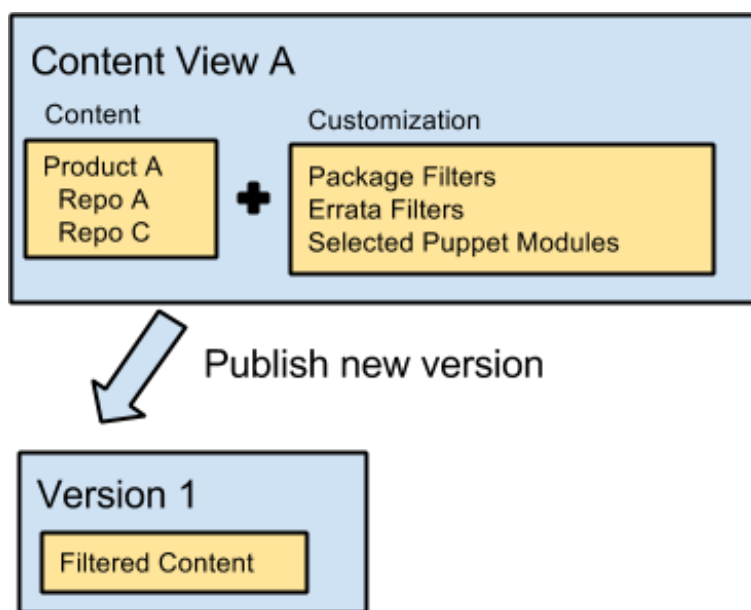 Content View A
Content
Customization
Product A
Repo A
Repo C
Package Filters
Errata Filters
Selected Puppet Modules
Publish new version
Version 1
Filtered Content